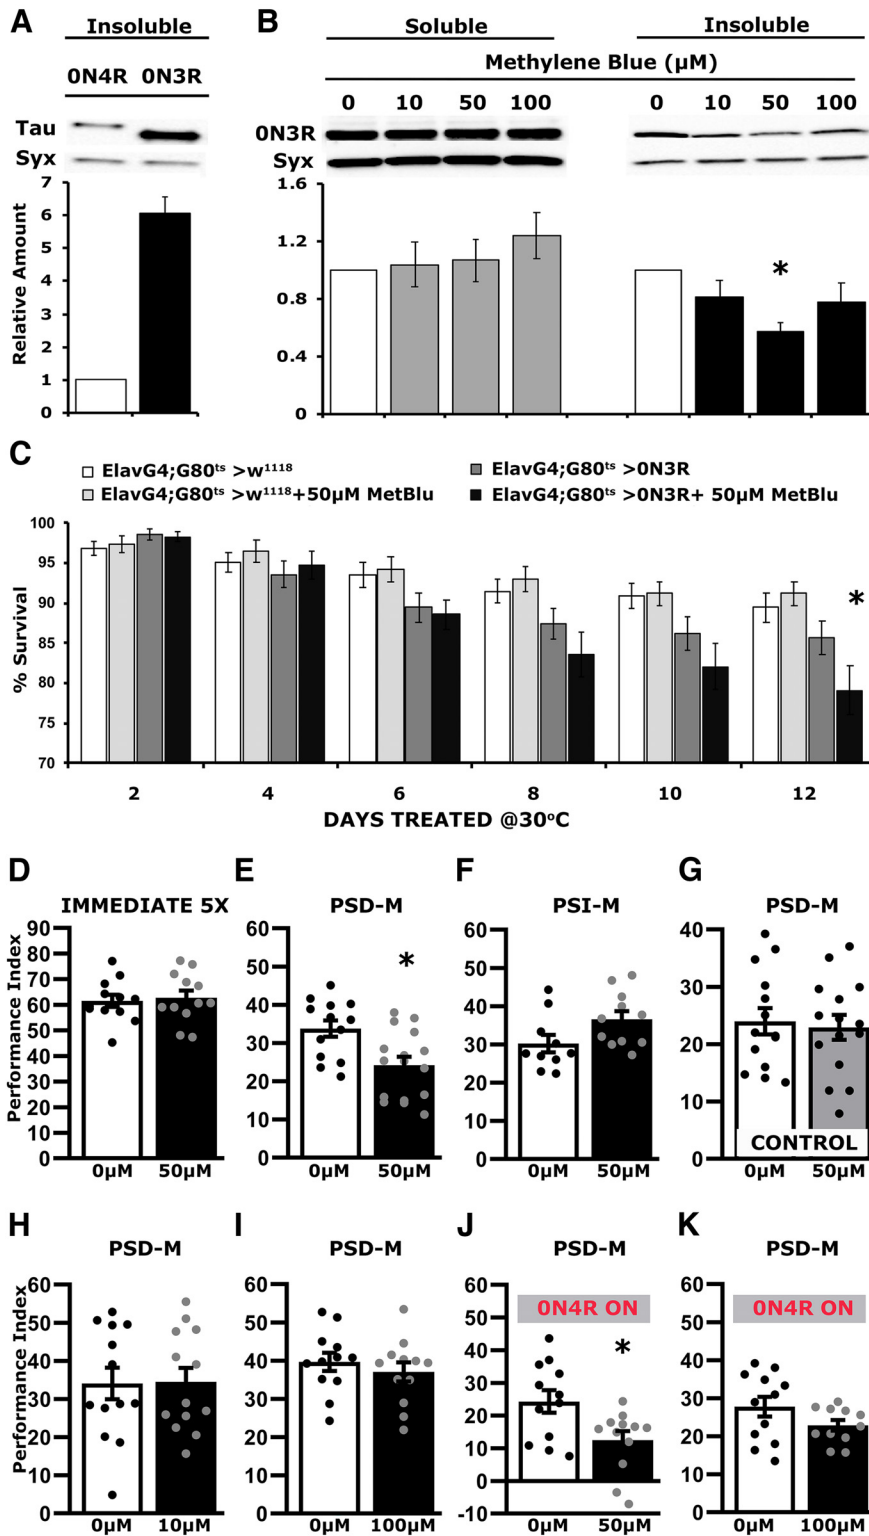 A
Insoluble
0N4R 0N3R
Tau
Syx
Relative Amount
7
6
5
4
3
2
1
0
B
Soluble Insoluble
Methylene Blue (µM)
0 10 50 100 0 10 50 100
0N3R
Syx
1.6
1.2
0.8
0.4
0
*
C
ElavG4;G80ts >w1118
ElavG4;G80ts >0N3R
ElavG4;G80ts >w1118+50µM MetBlu
ElavG4;G80ts >0N3R+ 50µM MetBlu
% Survival
100
95
90
85
80
75
70
*
2 4 6 8 10 12
DAYS TREATED @30oC
D
IMMEDIATE 5X
Performance Index
90
80
70
60
50
40
30
20
10
0
0µM 50µM
E
PSD-M
60
50
40
30
20
10
0
*
0µM 50µM
F
PSI-M
60
50
40
30
20
10
0
0µM 50µM
G
PSD-M
40
30
20
10
0
CONTROL
0µM 50µM
H
PSD-M
Performance Index
60
50
40
30
20
10
0
0µM 10µM
I
PSD-M
60
50
40
30
20
10
0
0µM 100µM
J
PSD-M
0N4R ON
60
50
40
30
20
10
0
-10
*
0µM 50µM
K
PSD-M
0N4R ON
60
50
40
30
20
10
0
0µM 100µM